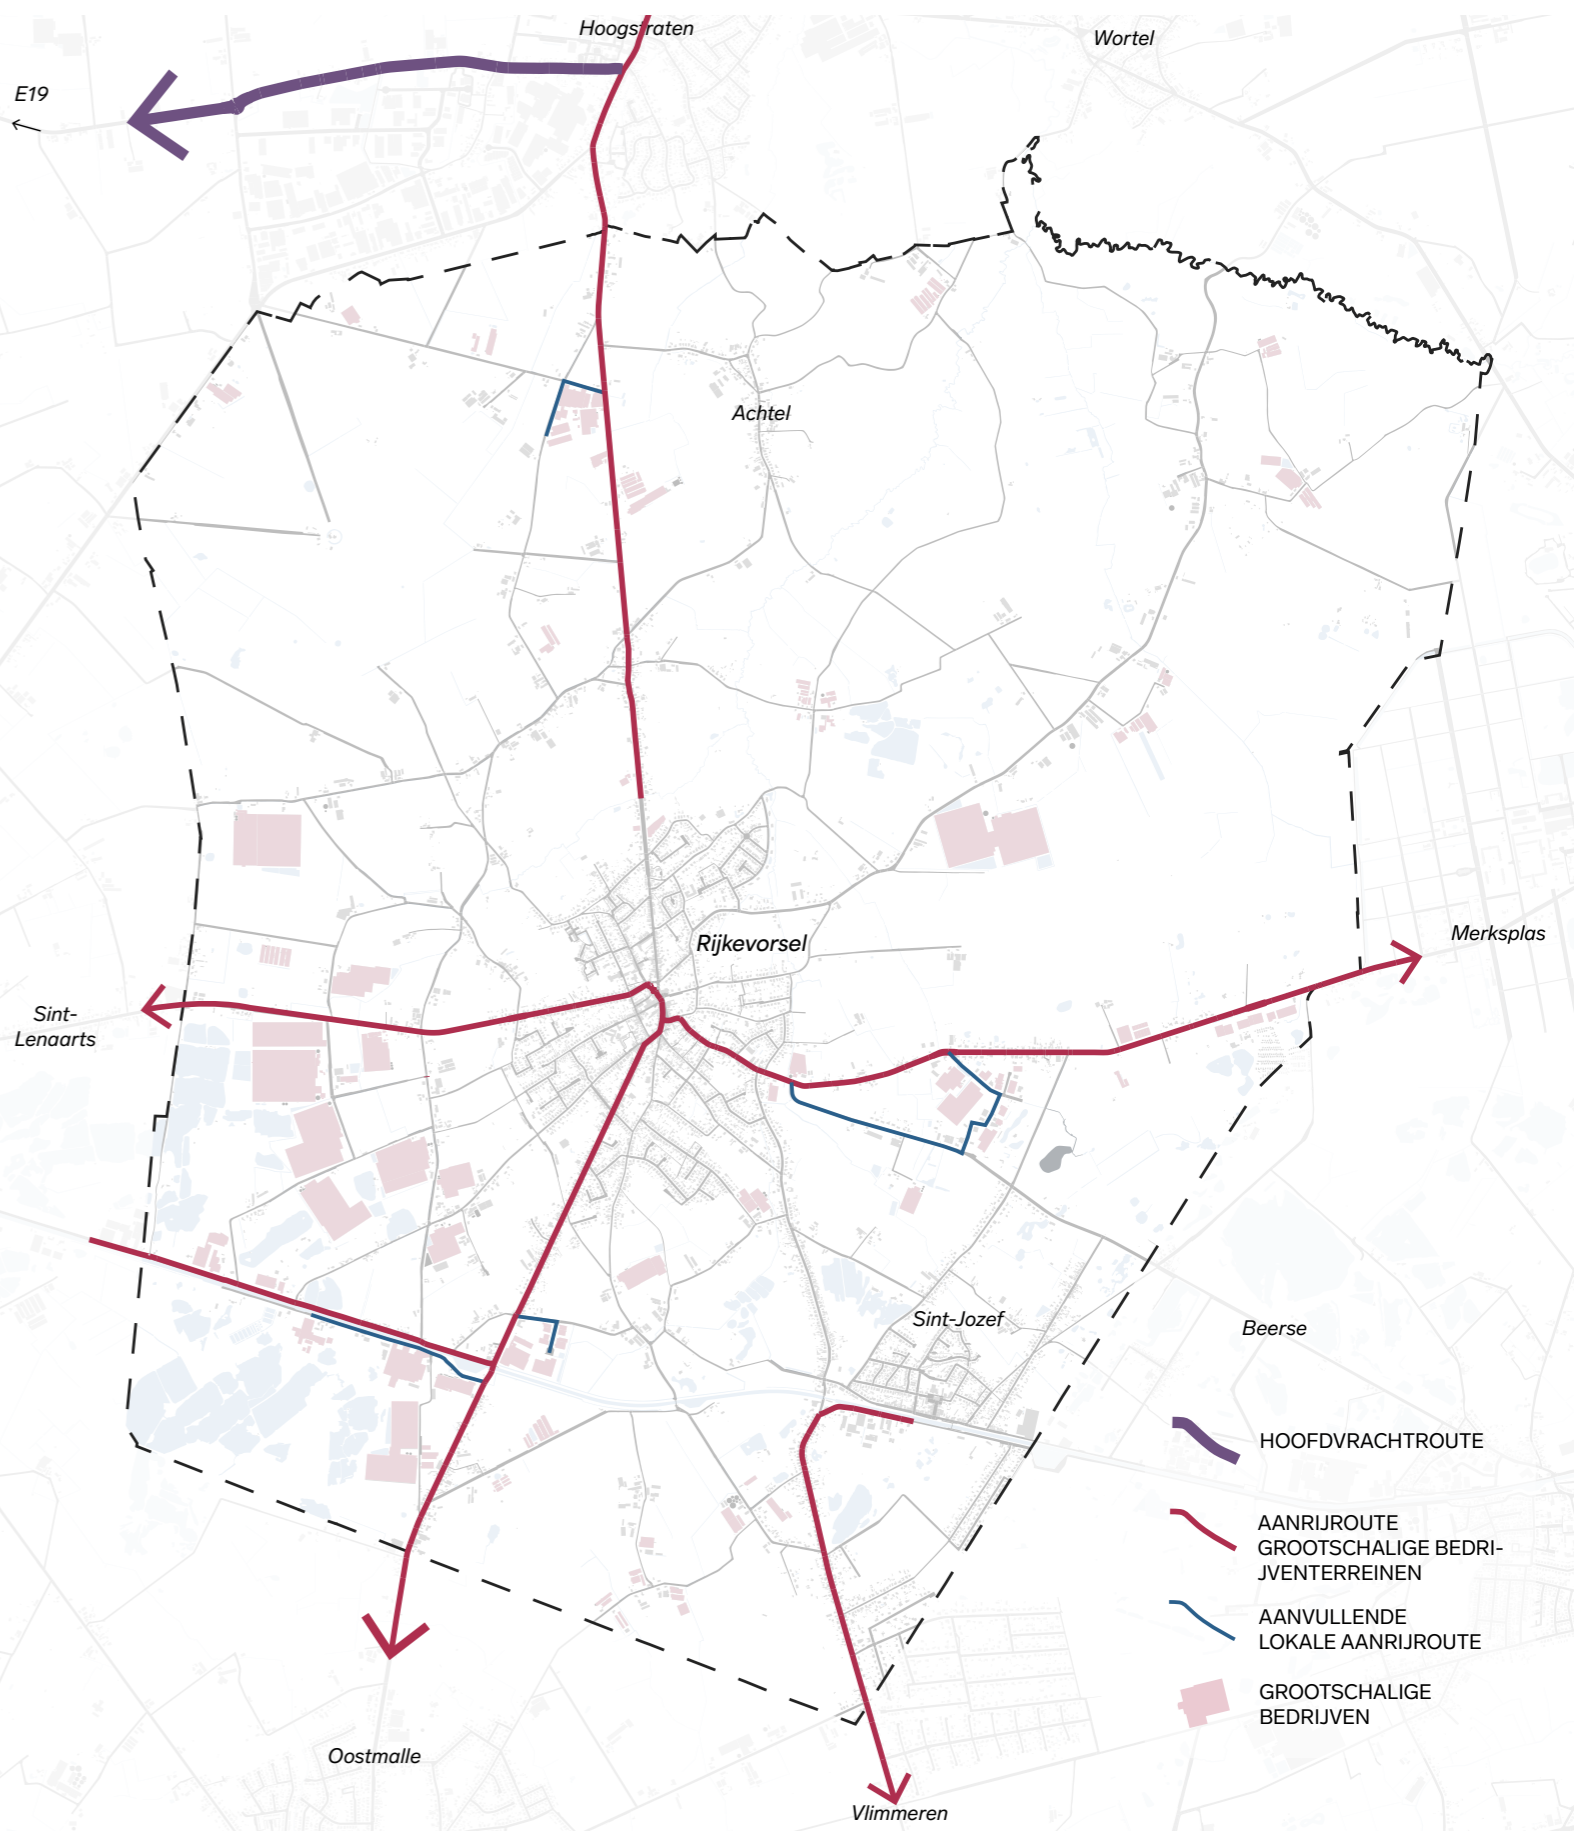 Hoogstraten
Wortel
E19
Achtel
Rijkevorsel
Merksplas
Sint-
Lenaarts
Sint-Jozef
Beerse
HOOFDVRACHTROUTE
AANRIJROUTE
GROOTSCHALIGE BEDRI-
JVENTERREINEN
AANVULLENDE
LOKALE AANRIJROUTE
GROOTSCHALIGE
BEDRIJVEN
Oostmalle
Vlimmeren